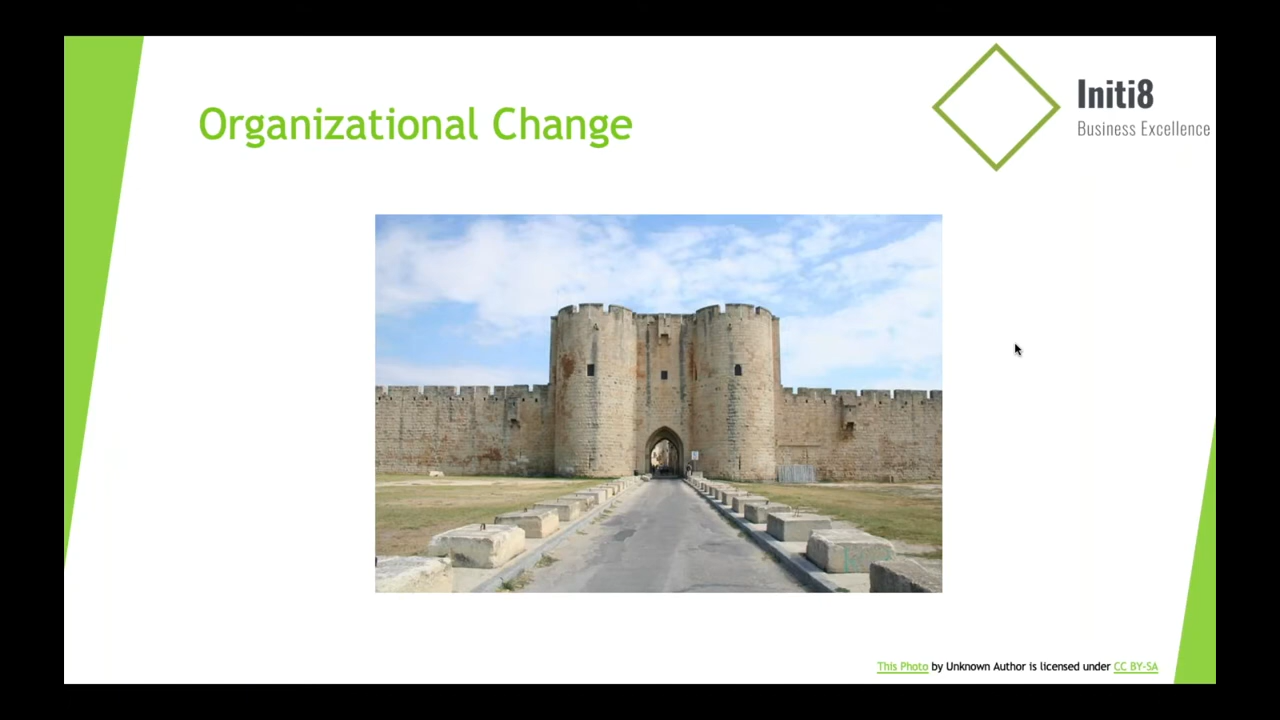 Organizational Change
Initi8
Business Excellence
This Photo by Unknown Author is licensed under CC BY-SA